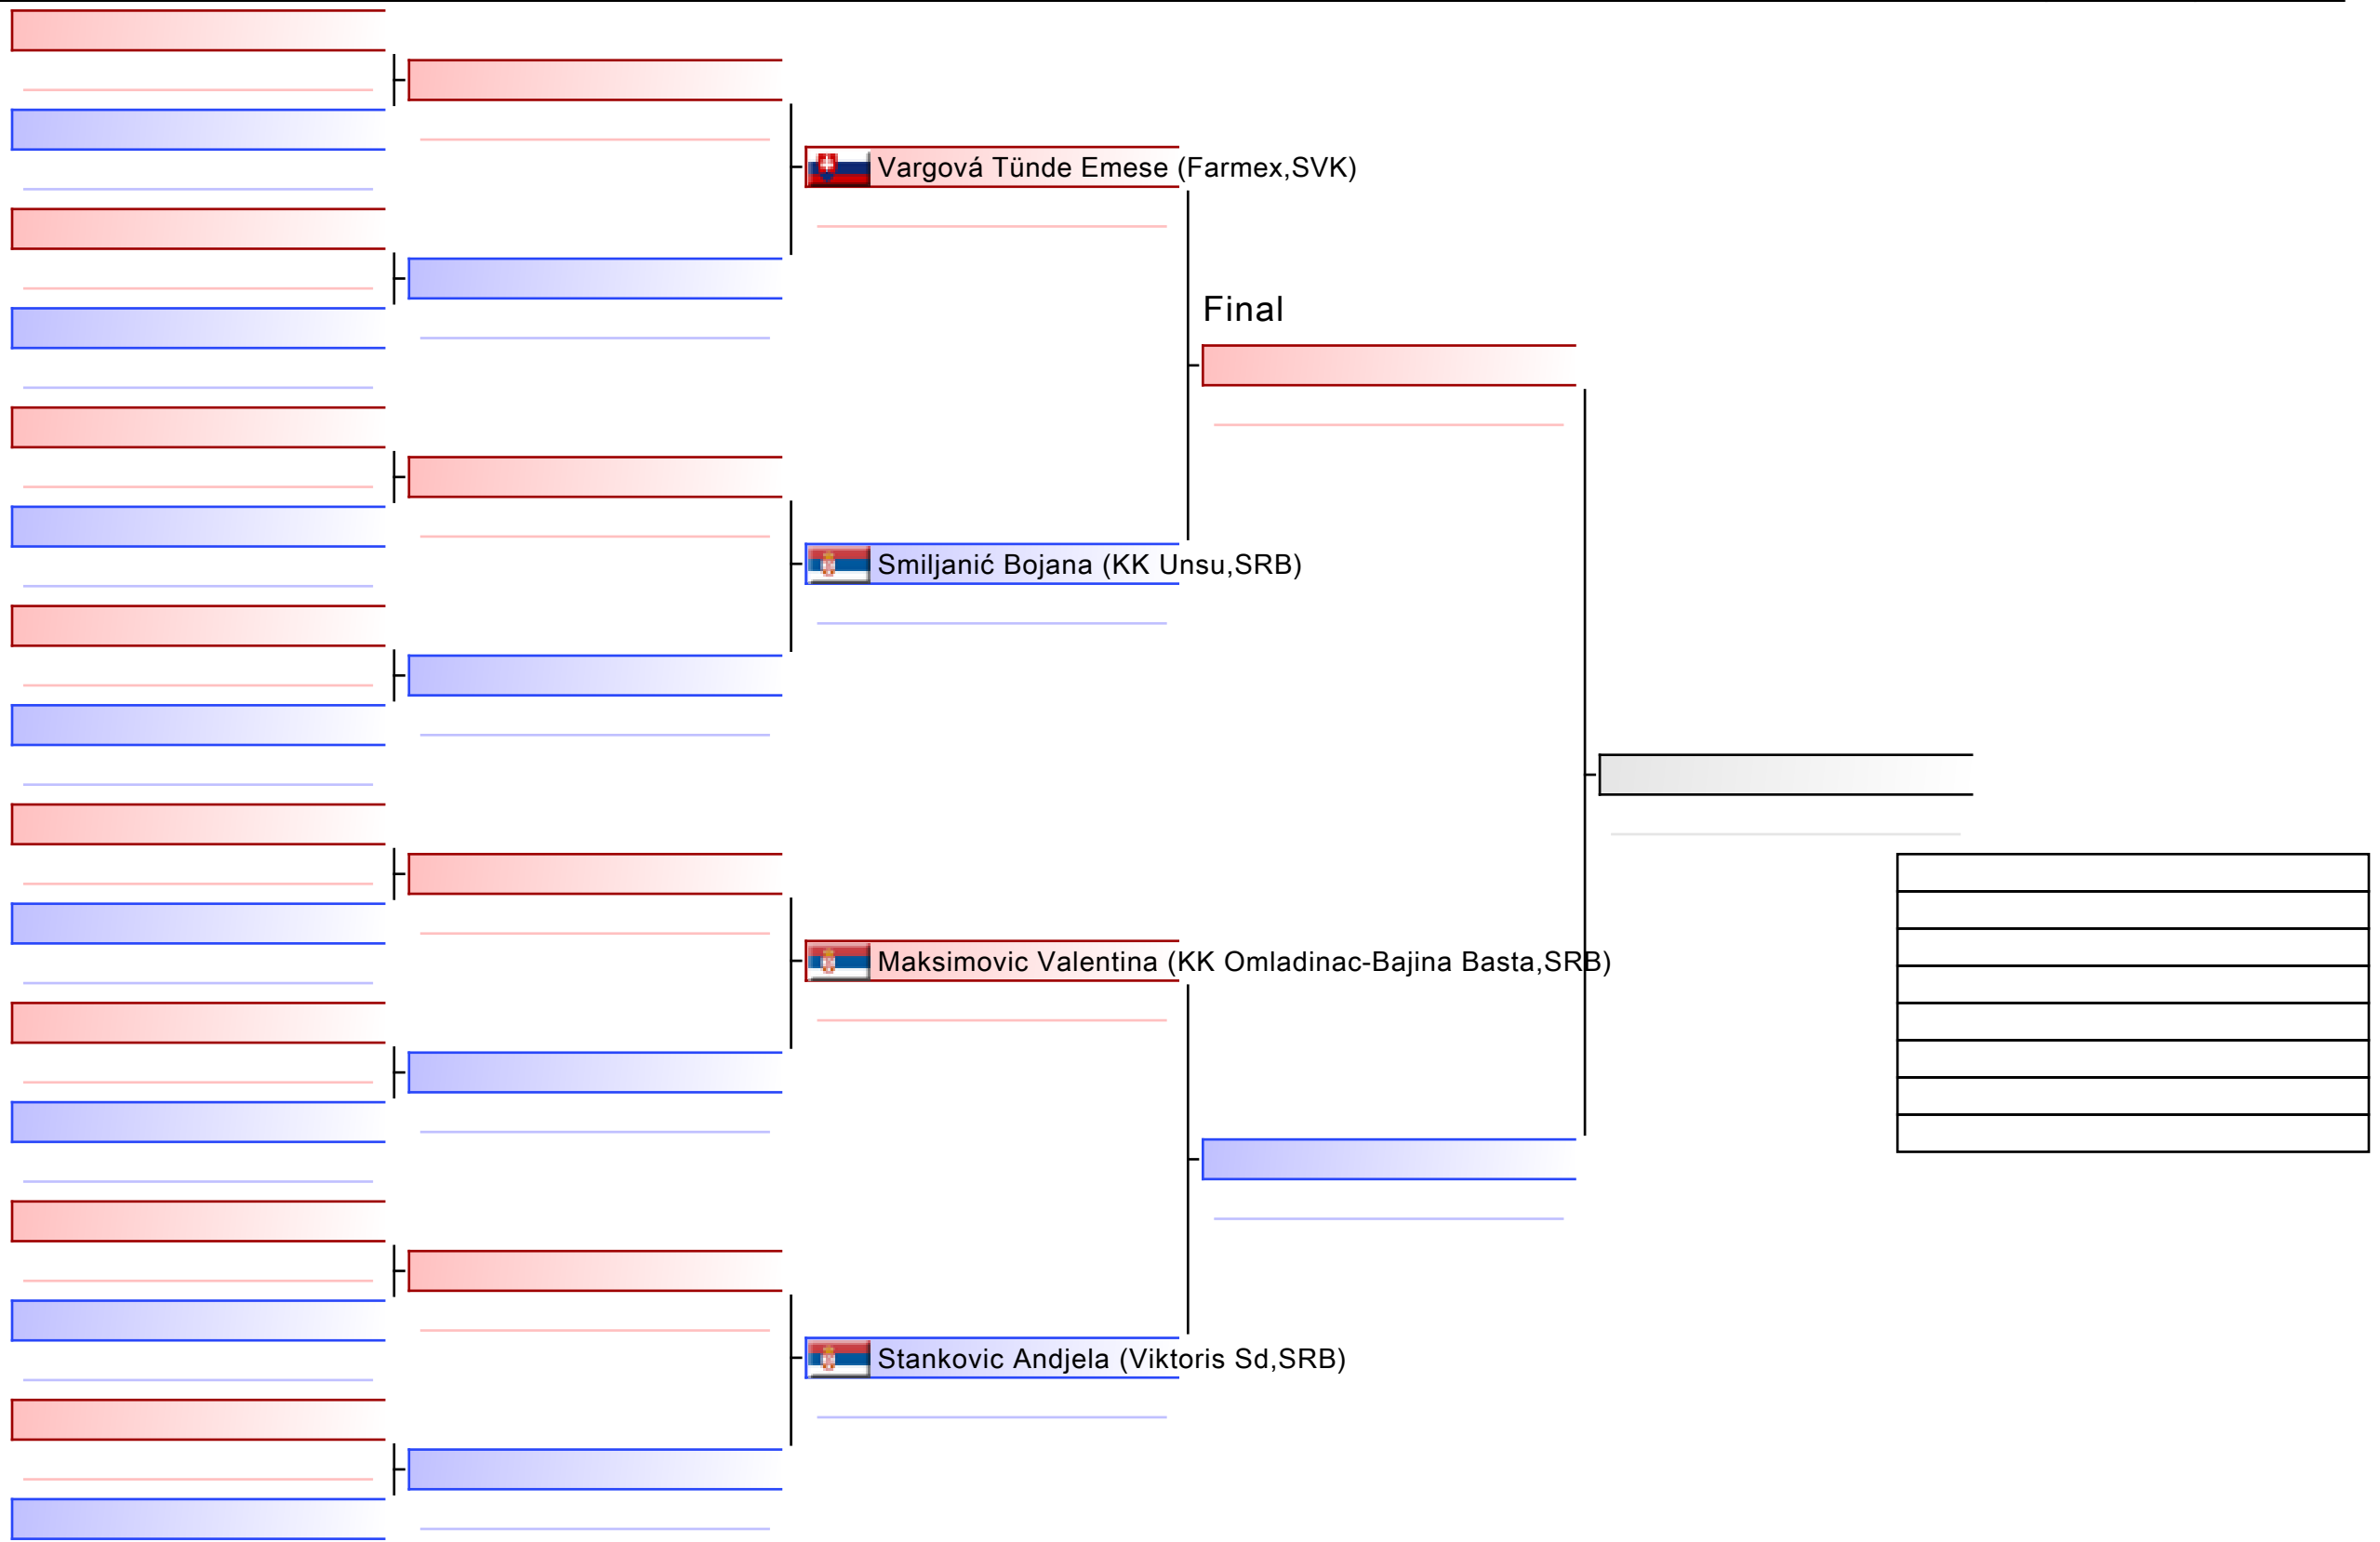 Vargová Tünde Emese (Farmex,SVK)
Final
Smiljanić Bojana (KK Unsu,SRB)
Maksimovic Valentina (KK Omladinac-Bajina Basta,SRB)
Stankovic Andjela (Viktoris Sd,SRB)